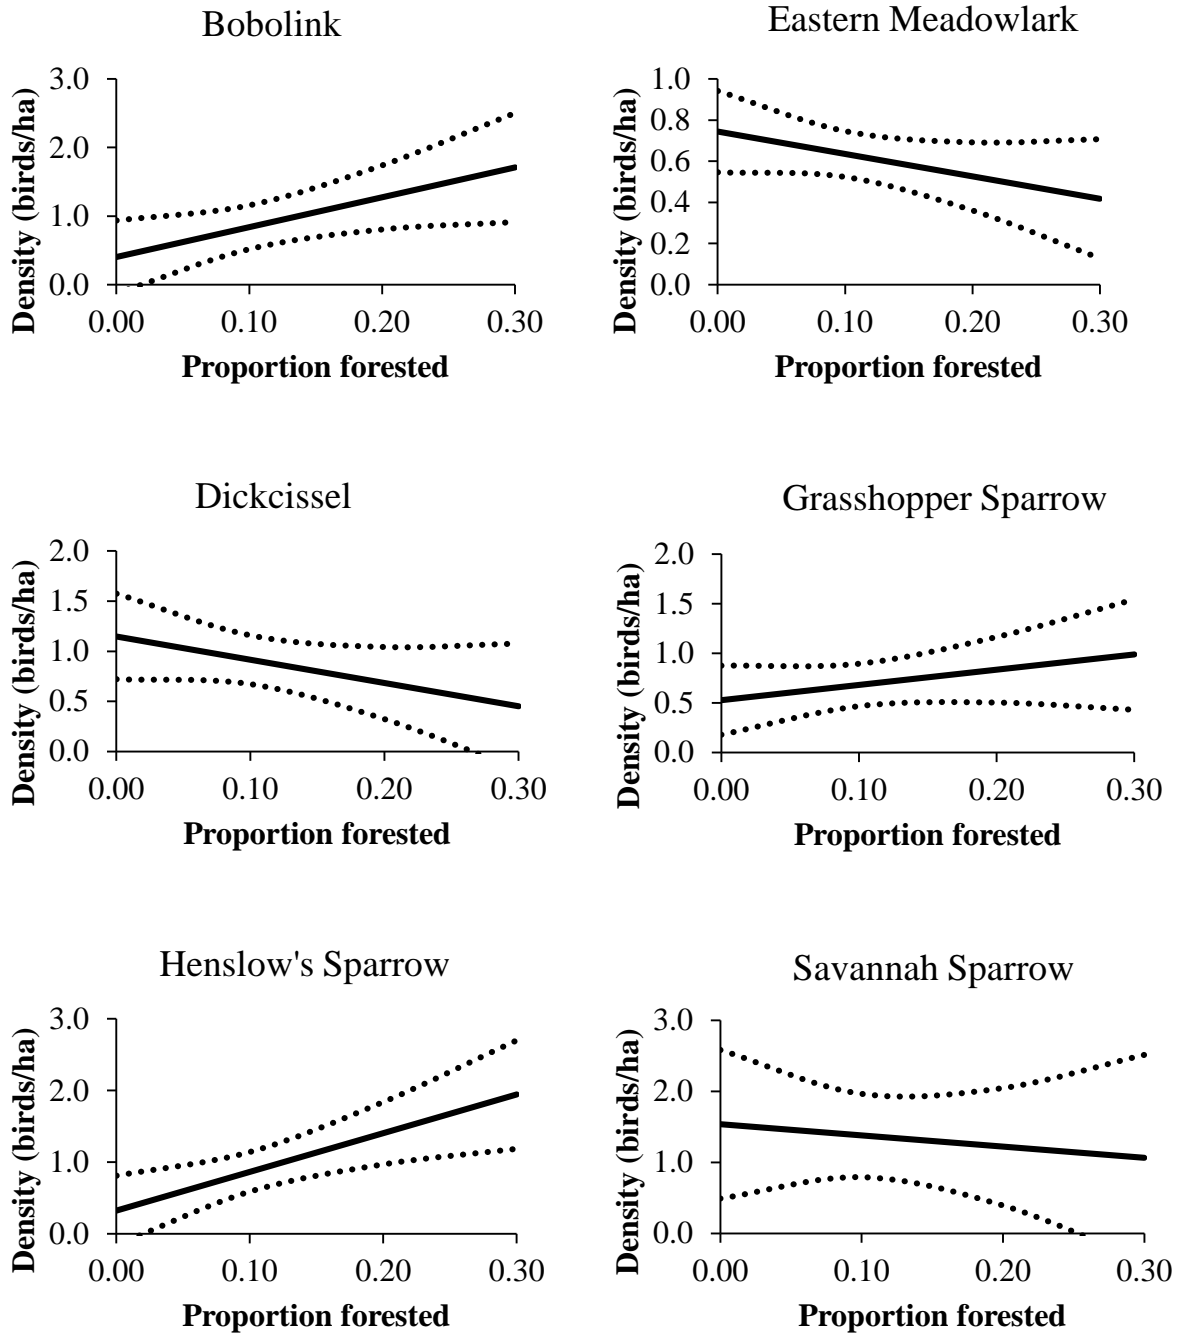 Bobolink
Eastern Meadowlark
Density (birds/ha)
3.0
2.0
1.0
0.0
0.00 0.10 0.20 0.30
Proportion forested
Density (birds/ha)
1.0
0.8
0.6
0.4
0.2
0.0
0.00 0.10 0.20 0.30
Proportion forested
Dickcissel
Grasshopper Sparrow
Density (birds/ha)
2.0
1.5
1.0
0.5
0.0
0.00 0.10 0.20 0.30
Proportion forested
Density (birds/ha)
2.0
1.5
1.0
0.5
0.0
0.00 0.10 0.20 0.30
Proportion forested
Henslow's Sparrow
Savannah Sparrow
Density (birds/ha)
3.0
2.0
1.0
0.0
0.00 0.10 0.20 0.30
Proportion forested
Density (birds/ha)
3.0
2.0
1.0
0.0
0.00 0.10 0.20 0.30
Proportion forested